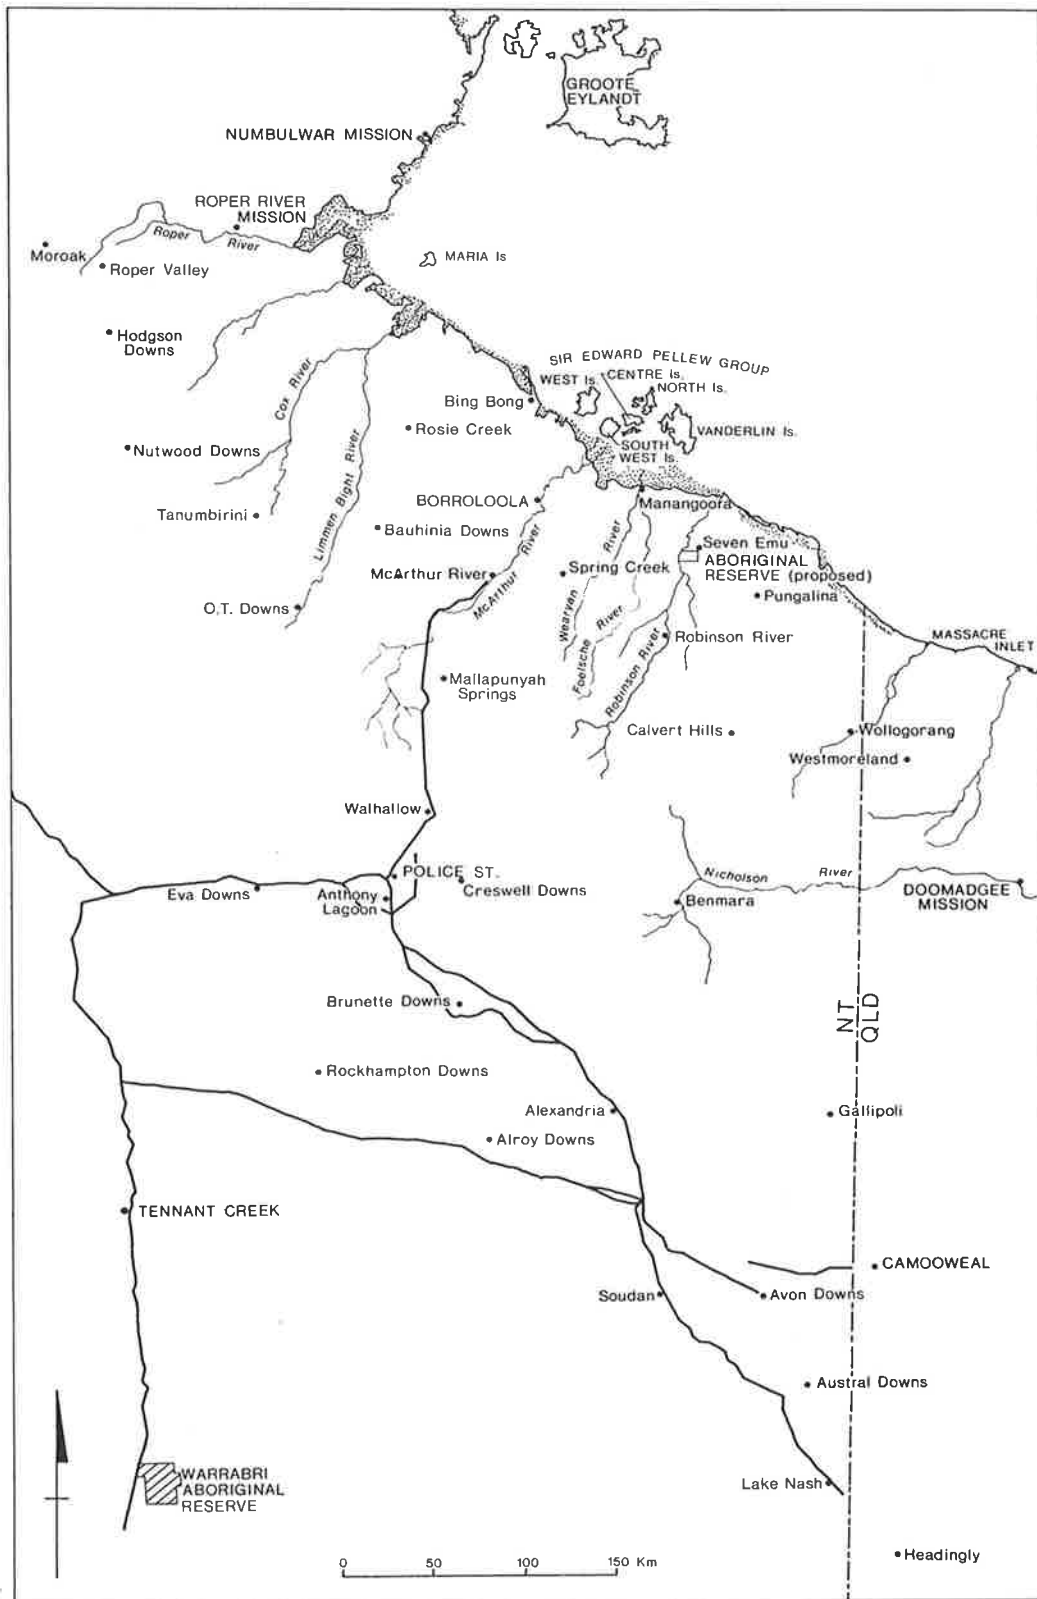 GROOTE
EYLANDT
NUMBULWAR MISSION
ROPER RIVER
MISSION
Roper
River
Moroak
Roper Valley
MARIA Is
Hodgson
Downs
SIR EDWARD PELLEW GROUP
WEST Is.
CENTRE Is.
NORTH Is.
Cox River
Bing Bong
Rosie Creek
VANDERLIN Is.
SOUTH
WEST Is.
Nutwood Downs
Limmen Bight River
BORROLOOLA
Manangoora
Tanumbirini
Bauhinia Downs
River
River
Seven Emu
ABORIGINAL
RESERVE (proposed)
McArthur River
McArthur
Spring Creek
Pungalina
O.T. Downs
Wearyan
River
Foelsche
Robinson River
Robinson River
MASSACRE
INLET
Mallapunyah
Springs
Calvert Hills
Wollogorang
Westmoreland
Walhallow
POLICE ST.
Creswell Downs
Eva Downs
Anthony
Lagoon
Nicholson
River
DOOMADGEE
MISSION
Benmara
Brunette Downs
NT
QLD
Rockhampton Downs
Alexandria
Gallipoli
Alroy Downs
TENNANT CREEK
CAMOOWEAL
Soudan
Avon Downs
Austral Downs
WARRABRI
ABORIGINAL
RESERVE
Lake Nash
Headingly
0 50 100 150 Km